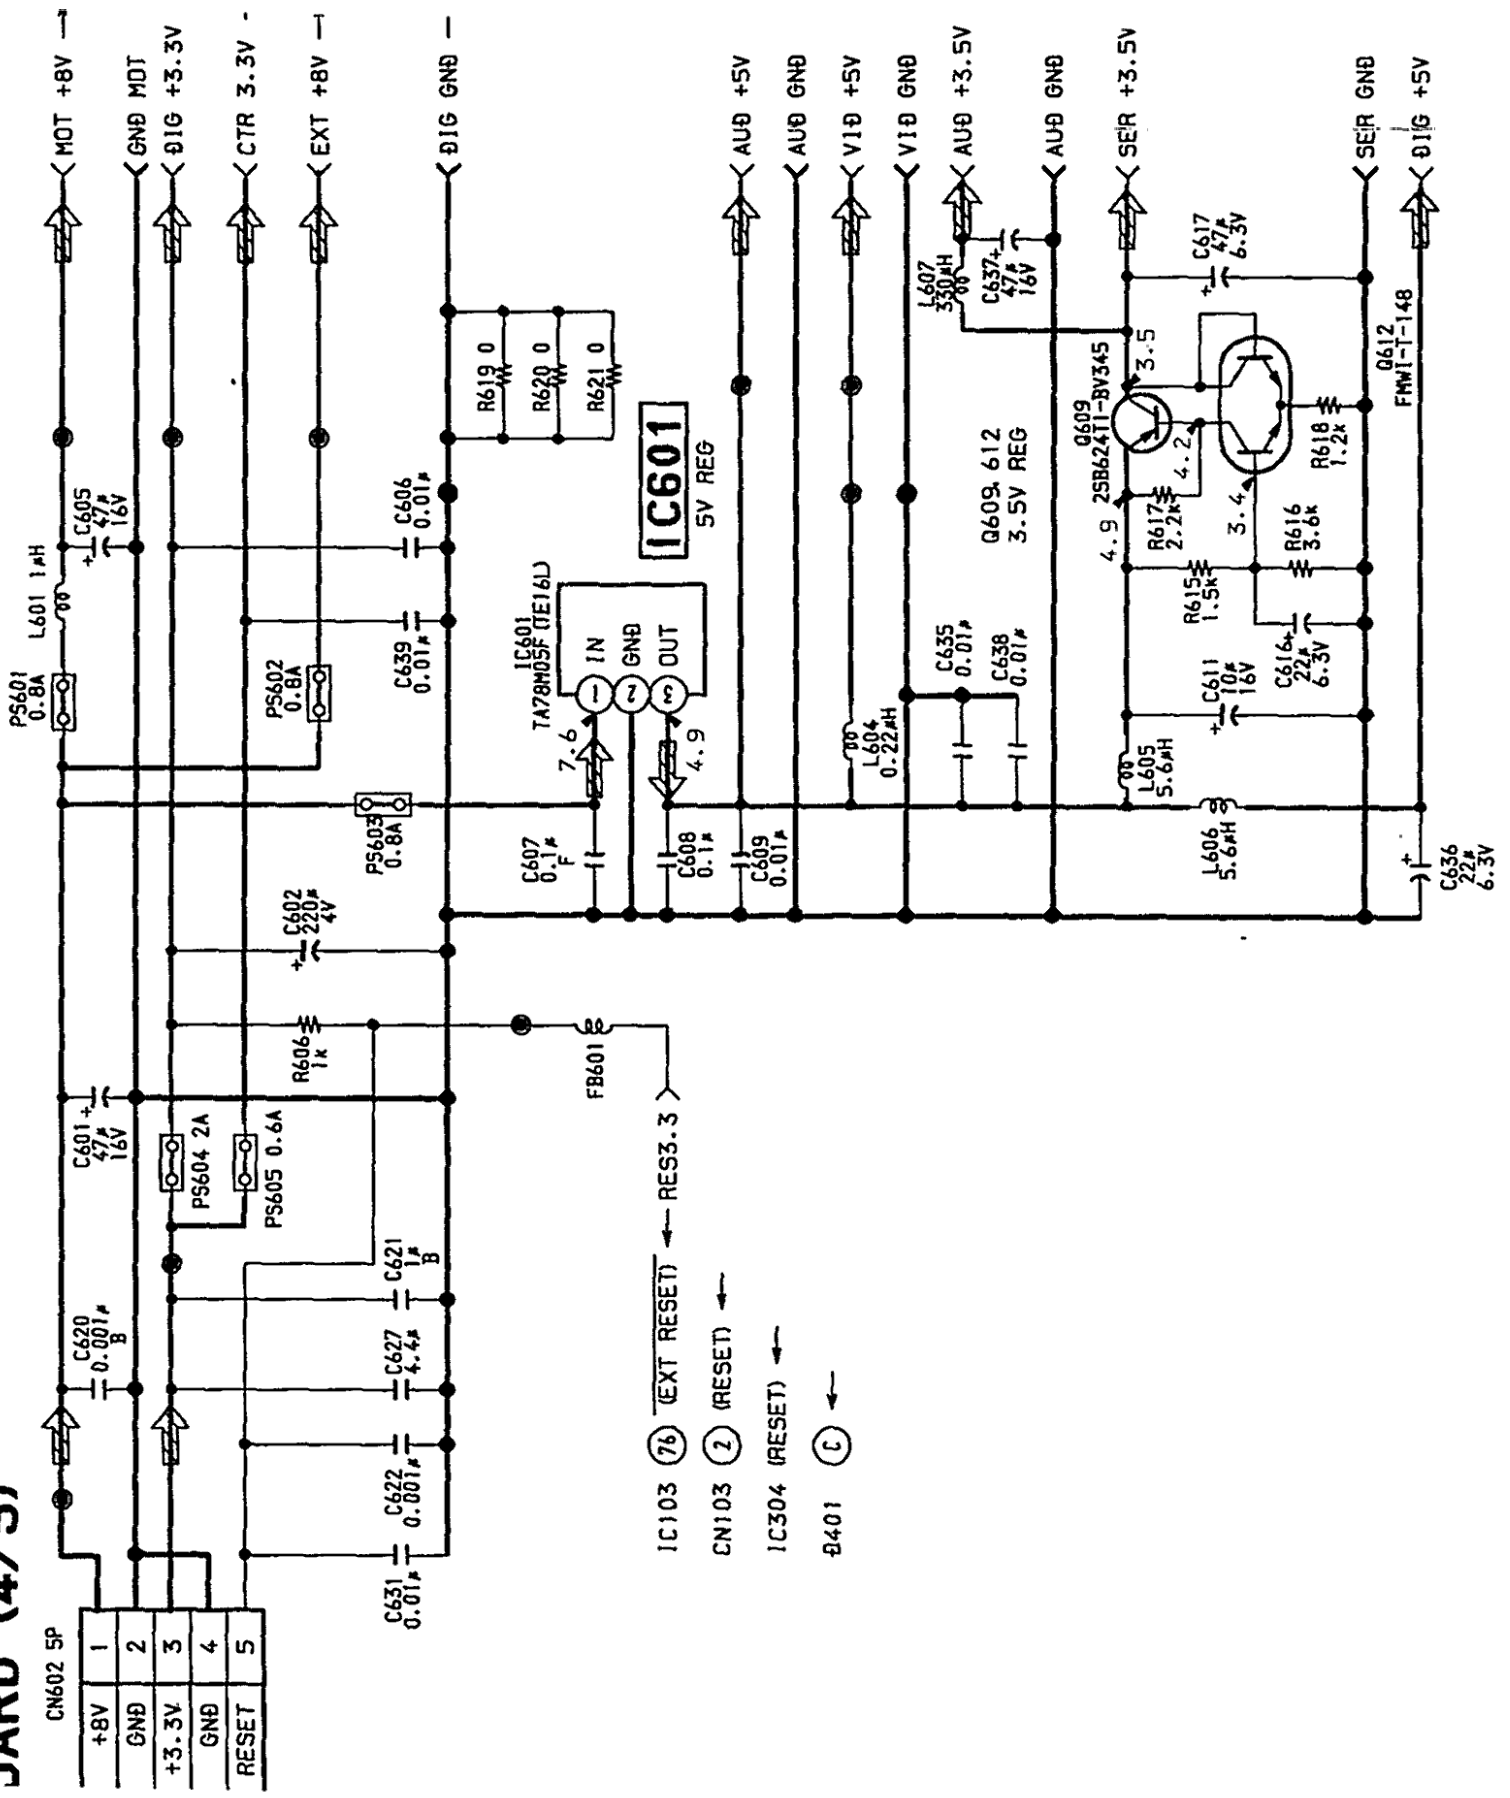 CN602 5P
+8V 1
GND 2
+3.3V 3
GND 4
RESET 5
C620
0.001μ
B
C601
47μ
16V
PS601
0.8A
L601 1μH
C605
47μ
16V
MOT +8V
GND MOT
DIG +3.3V
CTR 3.3V
EXT +8V
DIG GND
PS604 2A
PS605 0.6A
C631
0.01μ
C622
0.001μ
C627
4.4μ
C621
1μ
B
R606
1k
C602
220μ
4V
PS603
0.8A
PS602
0.8A
C639
0.01μ
C606
0.01μ
R619 0
R620 0
R621 0
FB601
IC103 76 (EXT RESET) RES3.3
CN103 2 (RESET)
IC304 (RESET)
D401 C
C607
0.1μ
F
C608
0.1μ
C609
0.01μ
7.6
4.9
IC601
TA78M05F(TE16L)
1 IN
2 GND
3 OUT
IC601
5V REG
AUD +5V
AUD GND
VID +5V
VID GND
AUD +3.5V
AUD GND
SER +3.5V
SER GND
DIG +5V
L604
0.22μH
C635
0.01μ
C638
0.01μ
L607
330μH
C637
47μ
16V
Q609, 612
3.5V REG
Q609
2SB624T1-BV345
4.9
3.5
4.2
3.4
L605
5.6μH
L606
5.6μH
C611
10μ
16V
C616
22μ
6.3V
R615
1.5k
R616
3.6k
R617
2.2k
R618
1.2k
C617
47μ
6.3V
Q612
FMW1-T-148
C636
22μ
6.3V